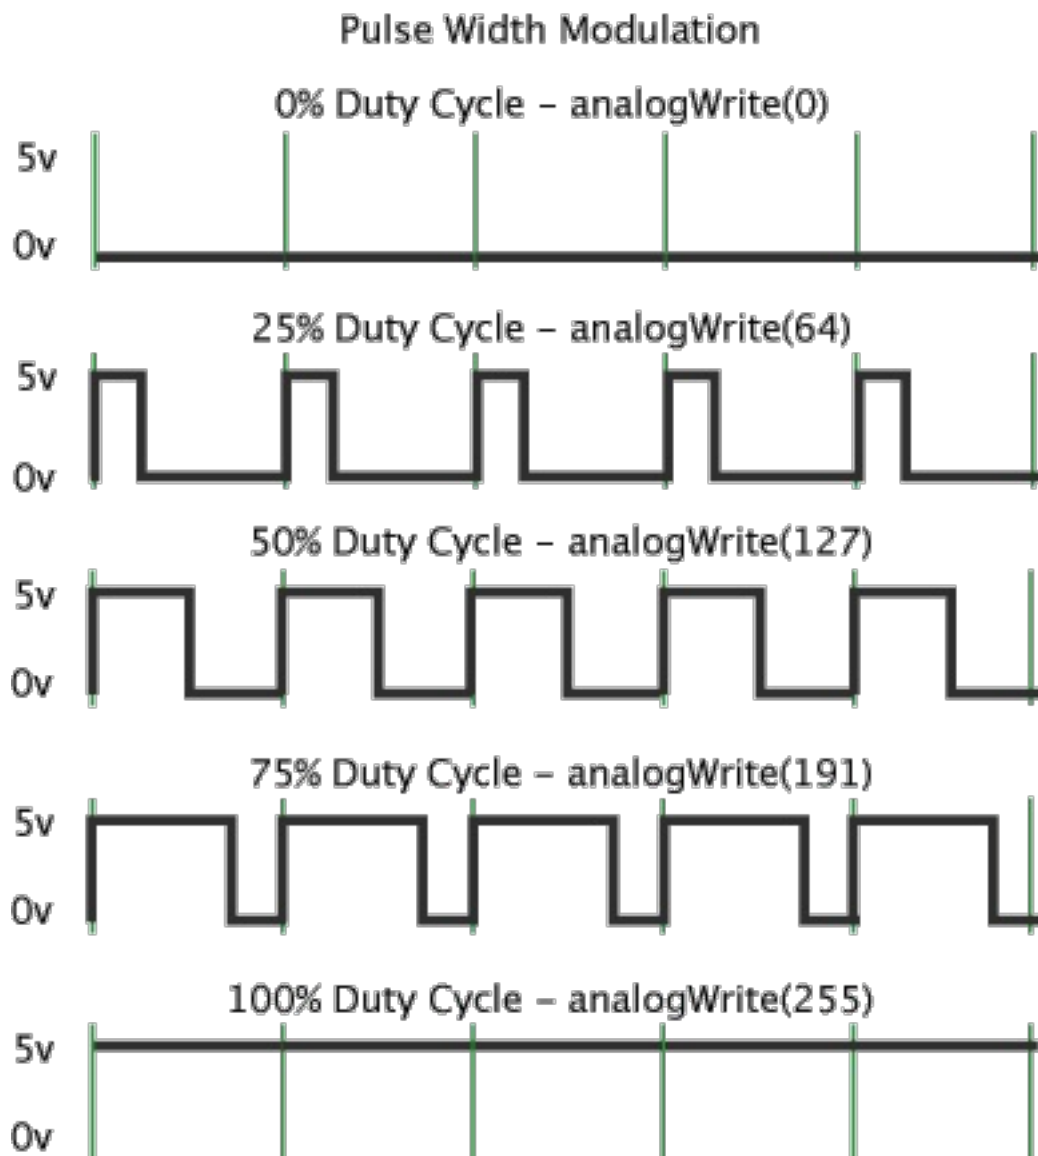 Pulse Width Modulation
0% Duty Cycle – analogWrite(0)
5v
0v
25% Duty Cycle – analogWrite(64)
5v
0v
50% Duty Cycle – analogWrite(127)
5v
0v
75% Duty Cycle – analogWrite(191)
5v
0v
100% Duty Cycle – analogWrite(255)
5v
0v